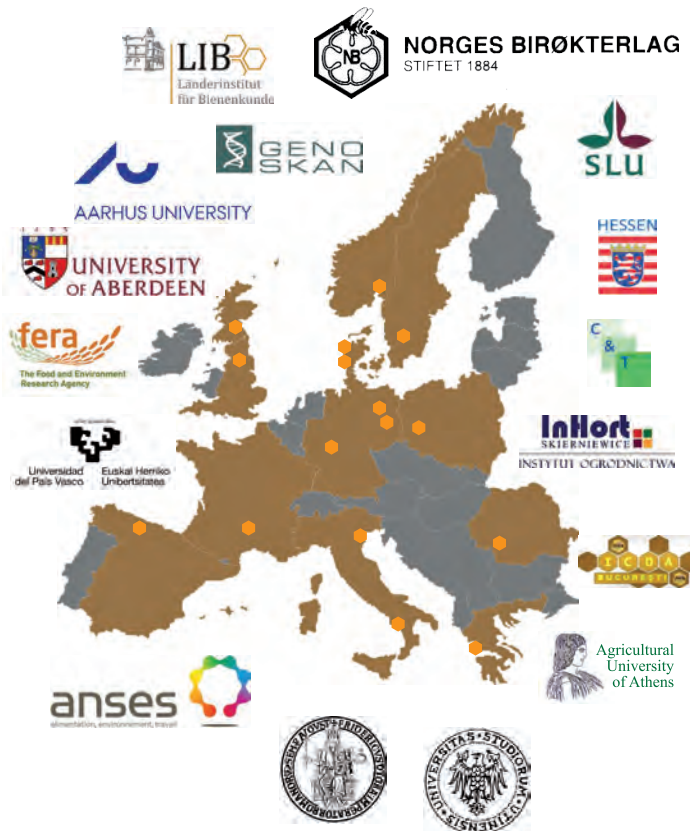 LIB
Länderinstitut
für Bienenkunde
NB
NORGES BIRØKTERLAG
STIFTET 1884
GENO
SKAN
SLU
AARHUS UNIVERSITY
HESSEN
UNIVERSITY
OF ABERDEEN
fera
The Food and Environment
Research Agency
C
&
T
InHort
SKIERNIEWICE
INSTYTUT OGRODNICTWA
Universidad
del País Vasco
Euskal Herriko
Unibertsitatea
ICDA
BUCUREȘTI
Agricultural
University
of Athens
anses
alimentation, environnement, travail
UNIVERSITAS STUDIORUM UTINENSIS